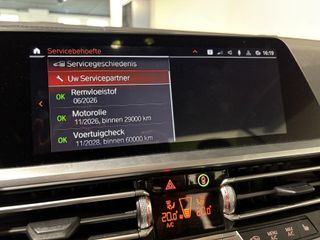 Servicebehoefte
16:19
Servicegeschiedenis
Uw Servicepartner
OK Remvloeistof
06/2026
OK Motorolie
11/2026, binnen 29000 km
OK Voertuigcheck
11/2028, binnen 60000 km
20.0° 20.0°
MENU
A/C